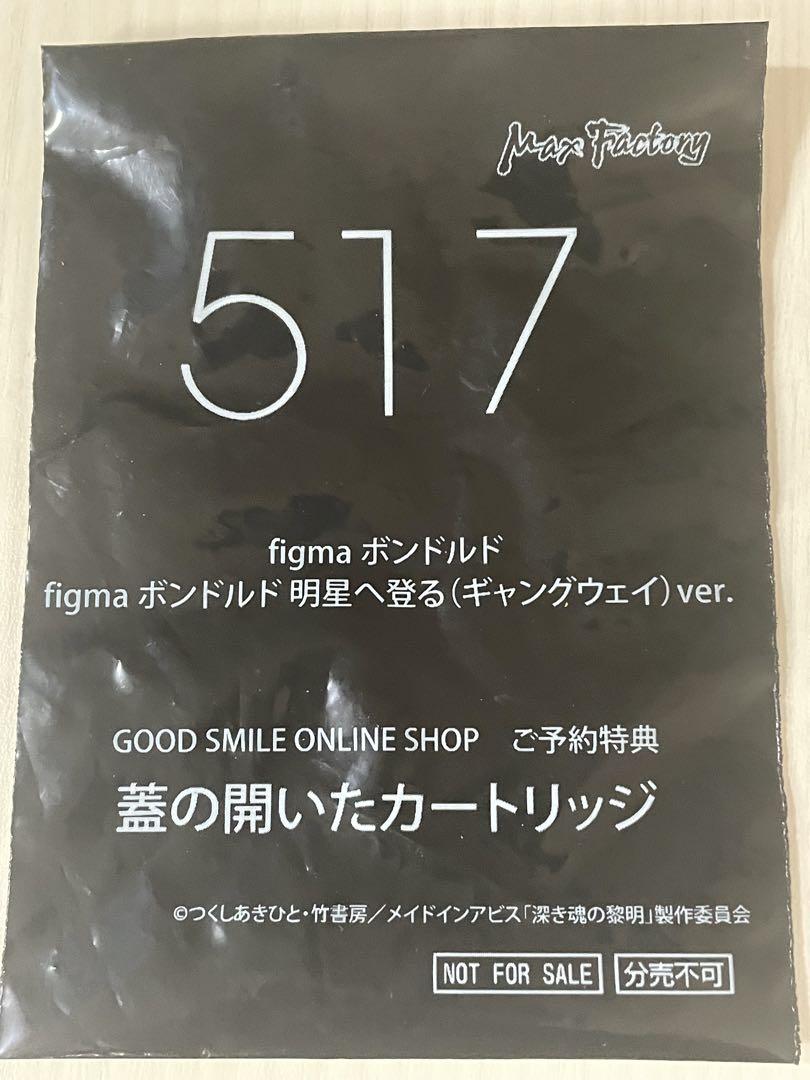 Max Factory
517
figma ボンドルド
figma ボンドルド 明星へ登る(ギャングウェイ)ver.
GOOD SMILE ONLINE SHOP ご予約特典
蓋の開いたカートリッジ
©つくしあきひと・竹書房／メイドインアビス「深き魂の黎明」製作委員会
NOT FOR SALE 分売不可